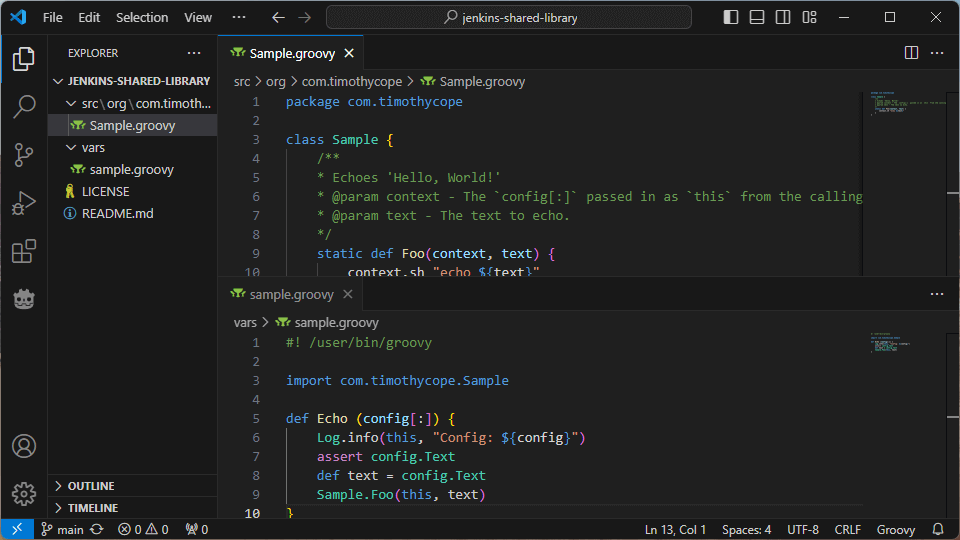 File Edit Selection View ··· jenkins-shared-library
EXPLORER ···
JENKINS-SHARED-LIBRARY
src\org\com.timoth...
Sample.groovy
vars
sample.groovy
LICENSE
README.md
OUTLINE
TIMELINE
Sample.groovy
src > org > com.timothycope > Sample.groovy
1 package com.timothycope
2
3 class Sample {
4 /**
5 * Echoes 'Hello, World!'
6 * @param context - The `config[:]` passed in as `this` from the calling
7 * @param text - The text to echo.
8 */
9 static def Foo(context, text) {
10 context.sh "echo ${text}"
sample.groovy
vars > sample.groovy
1 #! /user/bin/groovy
2
3 import com.timothycope.Sample
4
5 def Echo (config[:]) {
6 Log.info(this, "Config: ${config}")
7 assert config.Text
8 def text = config.Text
9 Sample.Foo(this, text)
10 }
main 0 0 0 Ln 13, Col 1 Spaces: 4 UTF-8 CRLF Groovy